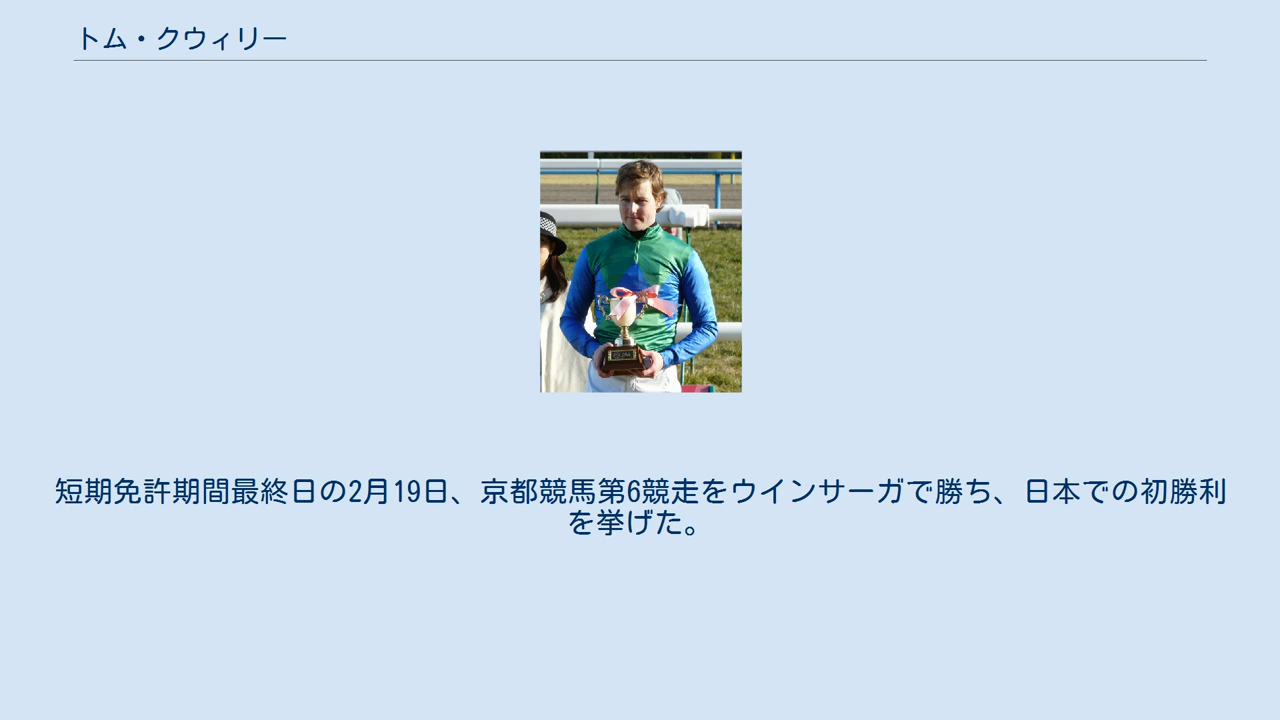 トム・クウィリー
短期免許期間最終日の2月19日、京都競馬第6競走をウインサーガで勝ち、日本での初勝利
を挙げた。